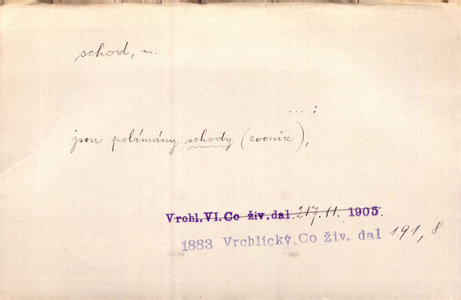 schod, m.
... :
jsou polámány schody (zvonice),
Vrchl. VI. Co živ. dal. 217.11. 1905.
1883 Vrchlický, Co živ. dal 191, 8